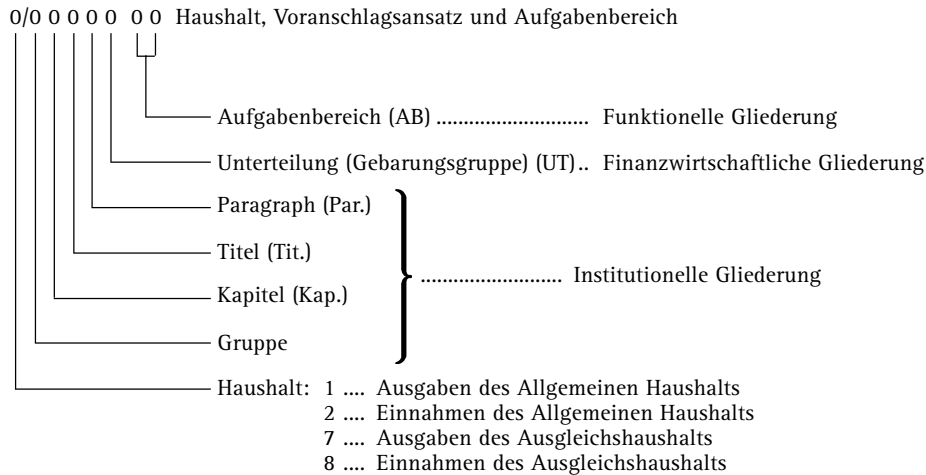 0/0 0 0 0 0 0 0 Haushalt, Voranschlagsansatz und Aufgabenbereich
Aufgabenbereich (AB) ........................... Funktionelle Gliederung
Unterteilung (Gebarungsgruppe) (UT).. Finanzwirtschaftliche Gliederung
Paragraph (Par.)
Titel (Tit.)
......................... Institutionelle Gliederung
Kapitel (Kap.)
Gruppe
Haushalt: 1 .... Ausgaben des Allgemeinen Haushalts
2 .... Einnahmen des Allgemeinen Haushalts
7 .... Ausgaben des Ausgleichshaushalts
8 .... Einnahmen des Ausgleichshaushalts